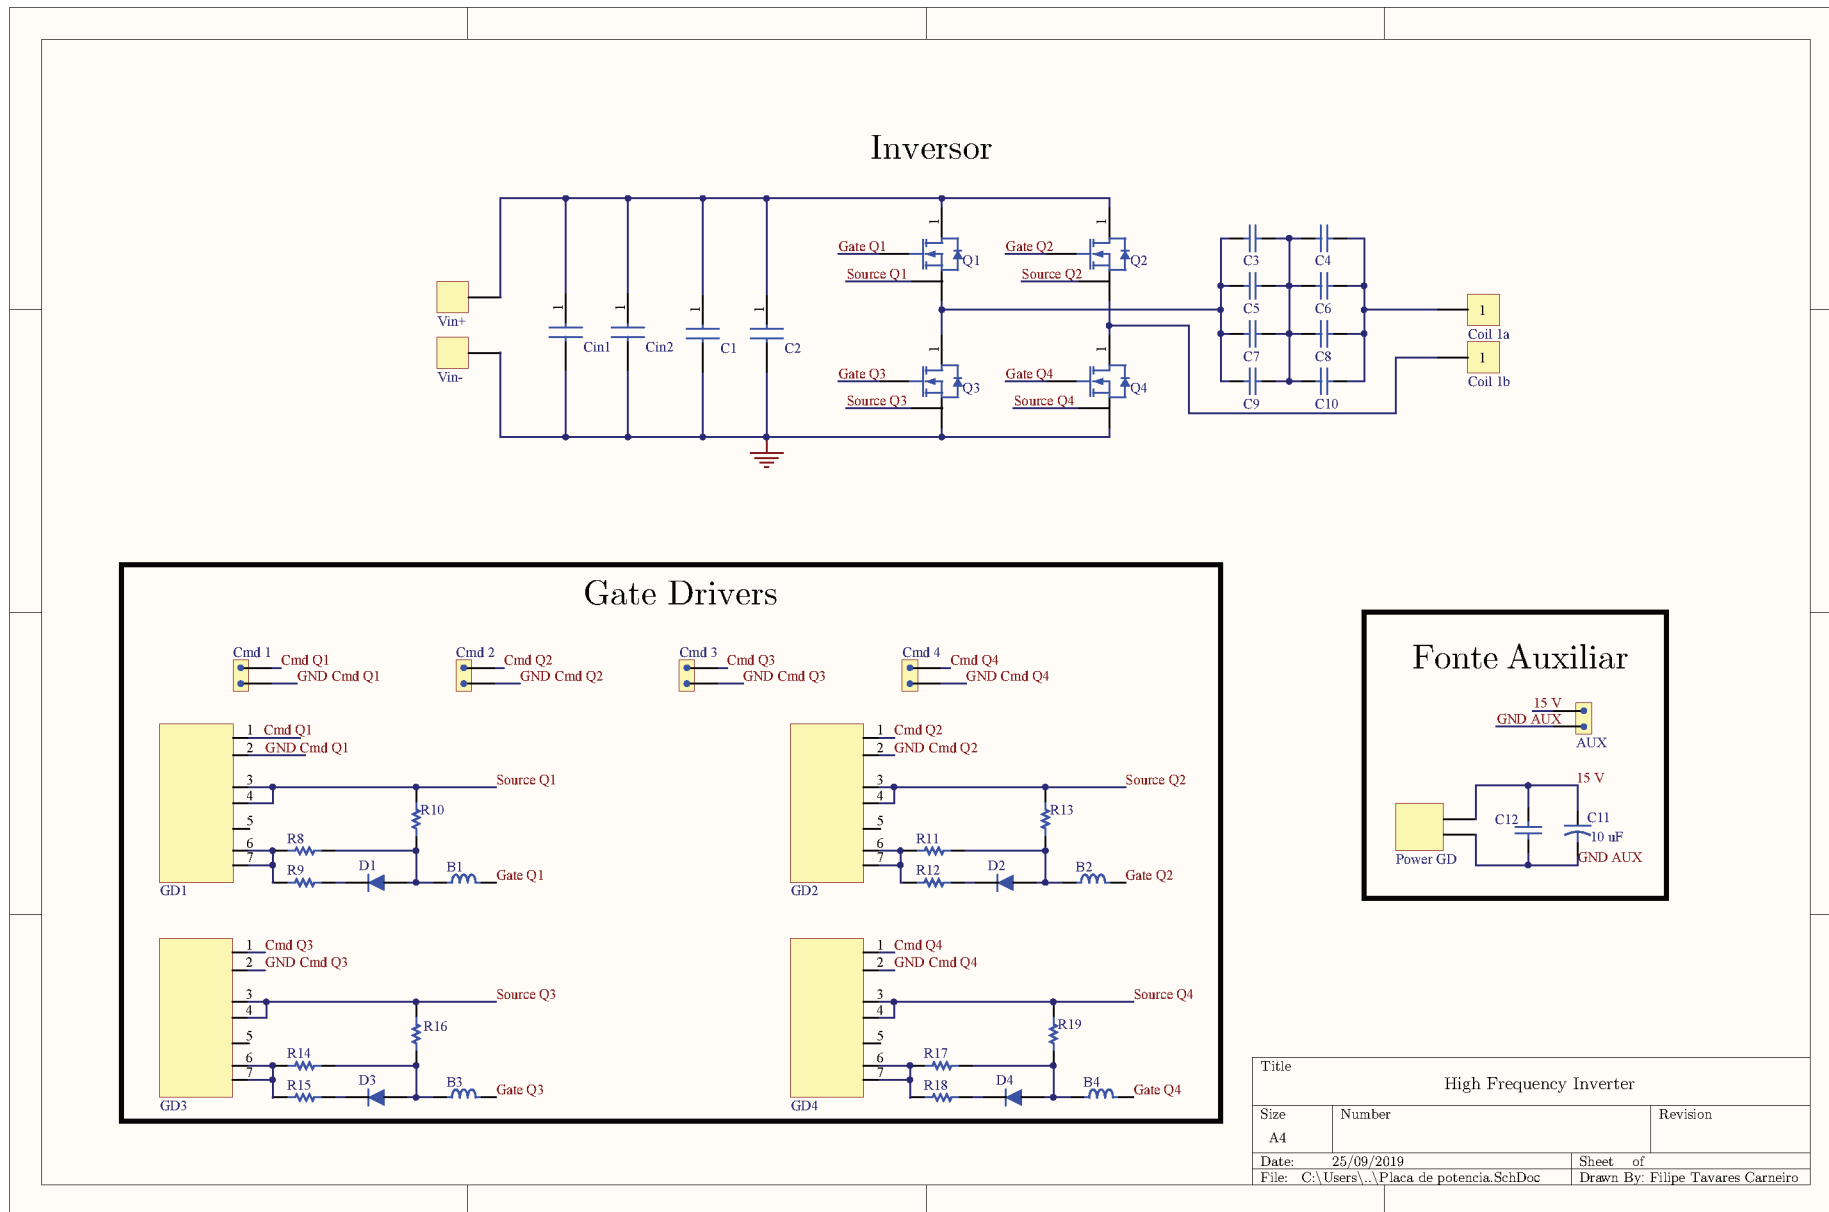 Inversor
1
1
Gate Q1
Q1
Gate Q2
Q2
Source Q1
Source Q2
C3
C4
C5
C6
C7
C8
C9
C10
Vin+
Vin-
1
Cin1
1
Cin2
1
C1
1
C2
1
1
Gate Q3
Q3
Gate Q4
Q4
Source Q3
Source Q4
1
Coil 1a
1
Coil 1b
Gate Drivers
Cmd 1
Cmd Q1
GND Cmd Q1
Cmd 2
Cmd Q2
GND Cmd Q2
Cmd 3
Cmd Q3
GND Cmd Q3
Cmd 4
Cmd Q4
GND Cmd Q4
1 Cmd Q1
2 GND Cmd Q1
3
Source Q1
4
R10
5
6
R8
7
R9
D1
B1
Gate Q1
GD1
1 Cmd Q2
2 GND Cmd Q2
3
Source Q2
4
R13
5
6
R11
7
R12
D2
B2
Gate Q2
GD2
1 Cmd Q3
2 GND Cmd Q3
3
Source Q3
4
R16
5
6
R14
7
R15
D3
B3
Gate Q3
GD3
1 Cmd Q4
2 GND Cmd Q4
3
Source Q4
4
R19
5
6
R17
7
R18
D4
B4
Gate Q4
GD4
Fonte Auxiliar
15 V
GND AUX
AUX
15 V
C12
C11
10 uF
GND AUX
Power GD
Title
High Frequency Inverter
Size
Number
Revision
A4
Date: 25/09/2019
Sheet of
File: C:\Users\..\Placa de potencia.SchDoc
Drawn By: Filipe Tavares Carneiro